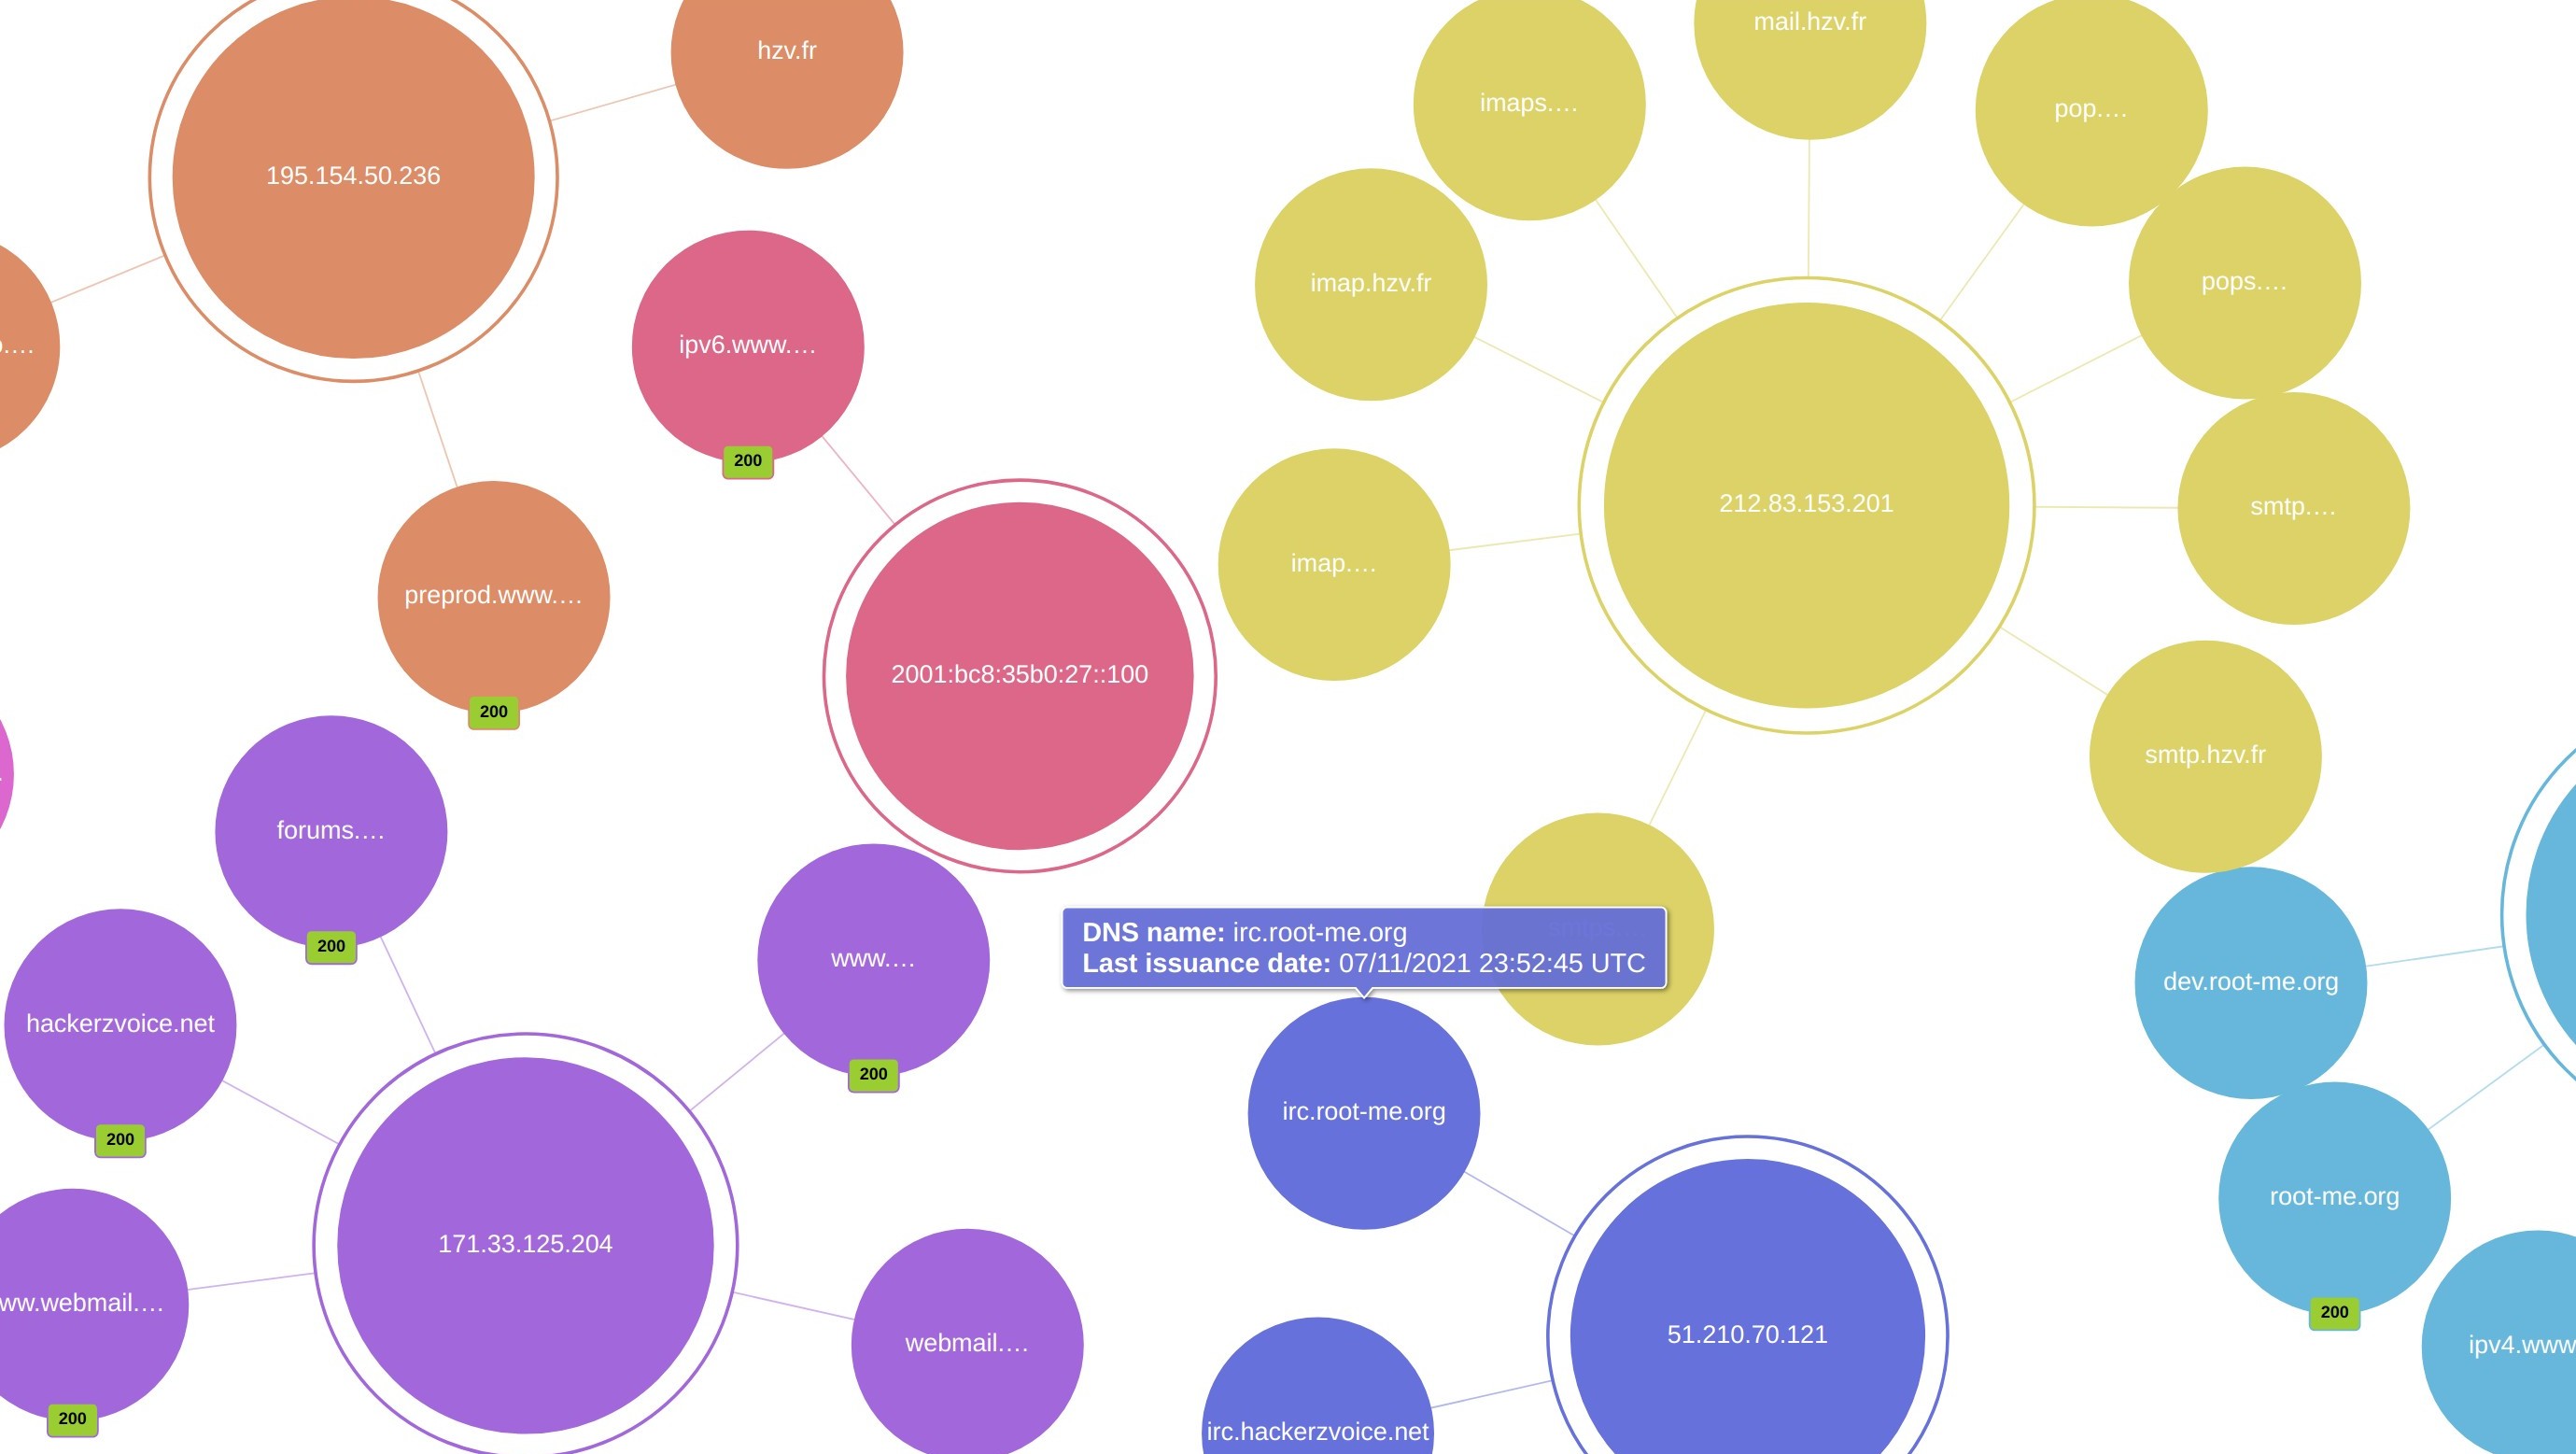 mail.hzv.fr
hzv.fr
imaps.…
pop.…
195.154.50.236
imap.hzv.fr
pops.…
ipv6.www.…
200
212.83.153.201
smtp.…
imap.…
preprod.www.…
200
2001:bc8:35b0:27::100
smtp.hzv.fr
forums.…
200
www.…
200
DNS name: irc.root-me.org
Last issuance date: 07/11/2021 23:52:45 UTC
dev.root-me.org
hackerzvoice.net
200
irc.root-me.org
root-me.org
200
171.33.125.204
ww.webmail.…
200
webmail.…
51.210.70.121
ipv4.www
irc.hackerzvoice.net